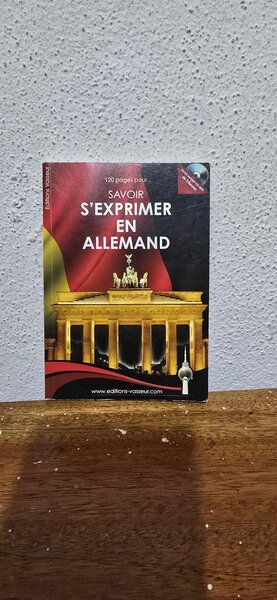 Editions Vasseur
120 pages pour...
SAVOIR
S'EXPRIMER
EN
ALLEMAND
www.editions-vasseur.com